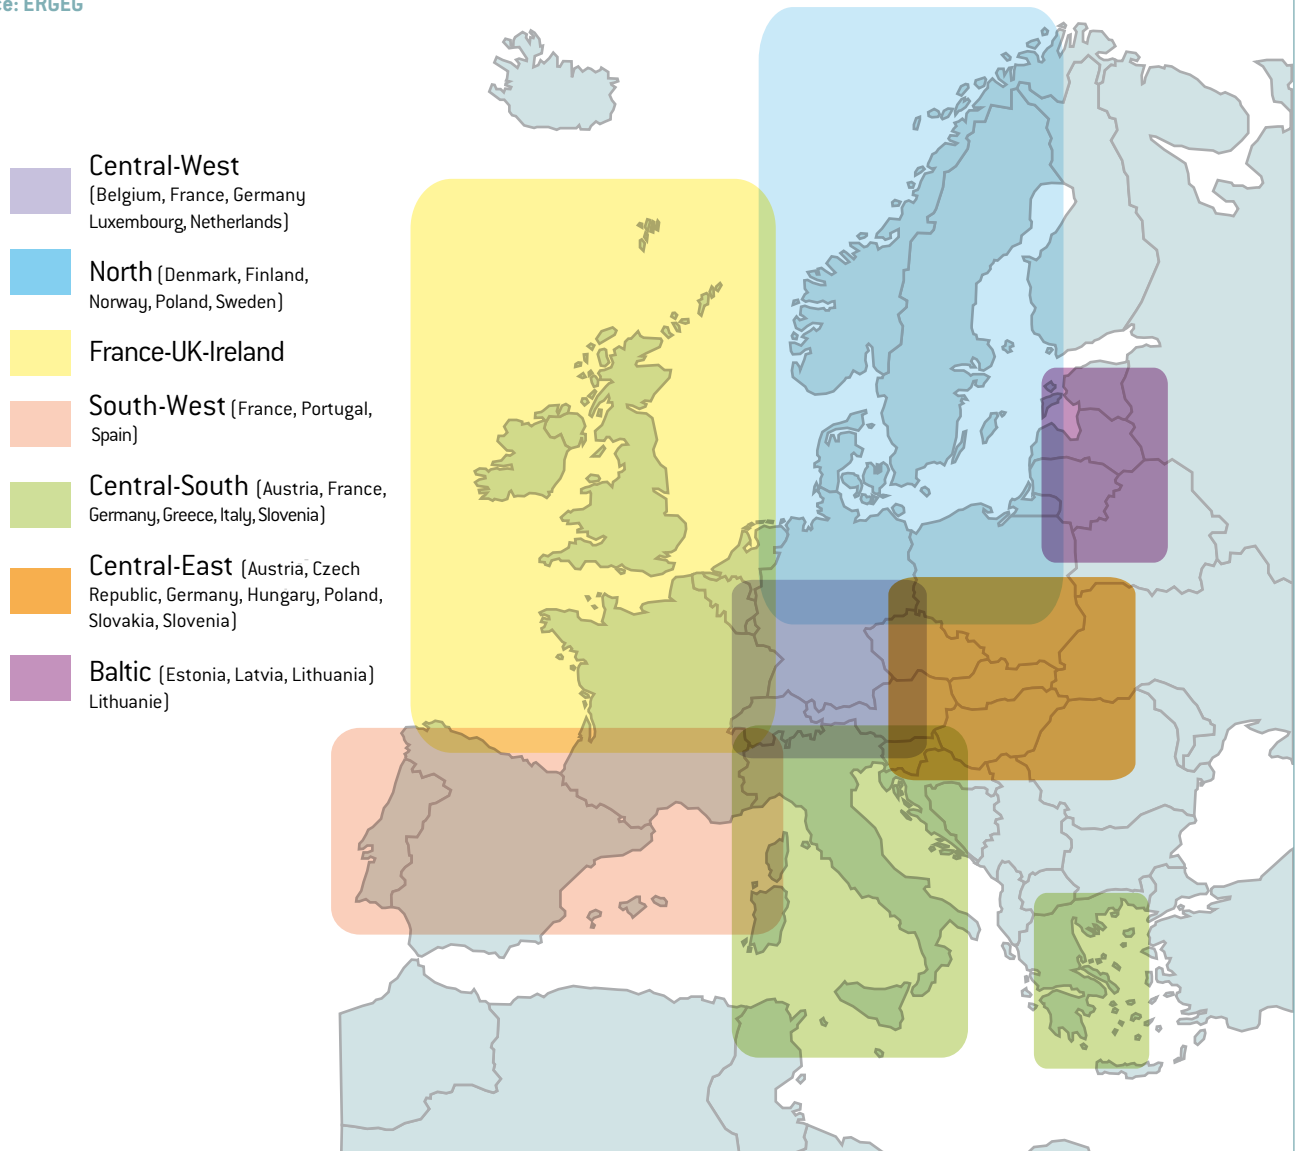 ce: ERGEG
Central-West
(Belgium, France, Germany
Luxembourg, Netherlands)
North (Denmark, Finland,
Norway, Poland, Sweden)
France-UK-Ireland
South-West (France, Portugal,
Spain)
Central-South (Austria, France,
Germany, Greece, Italy, Slovenia)
Central-East (Austria, Czech
Republic, Germany, Hungary, Poland,
Slovakia, Slovenia)
Baltic (Estonia, Latvia, Lithuania)
Lithuanie)